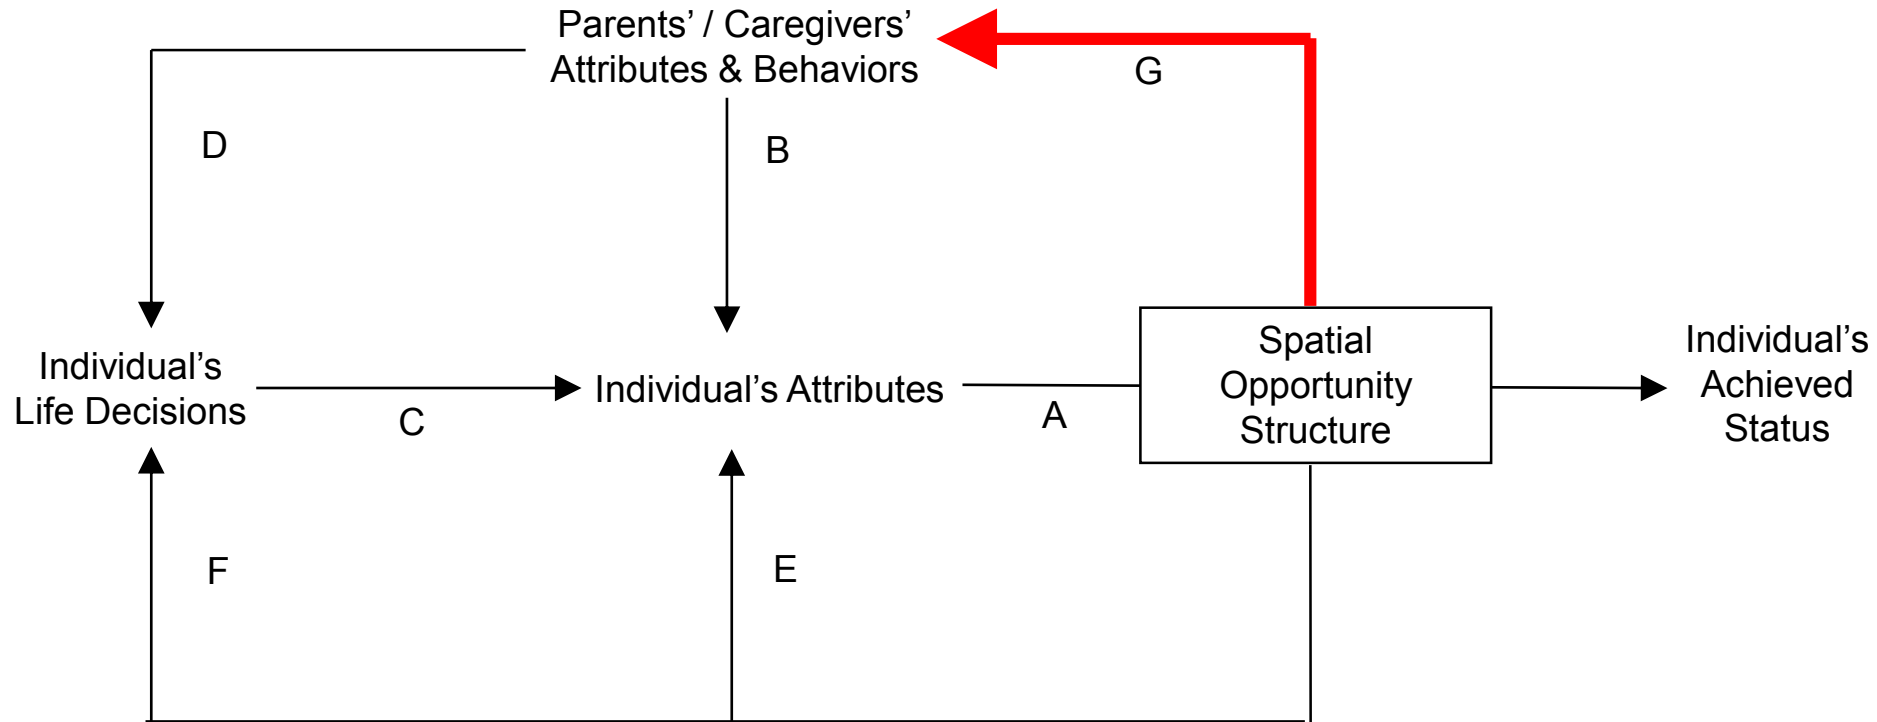 Parents’ / Caregivers’
Attributes & Behaviors
G
D
B
Individual’s
Life Decisions
C
Individual’s Attributes
A
Spatial
Opportunity
Structure
Individual’s
Achieved
Status
F
E